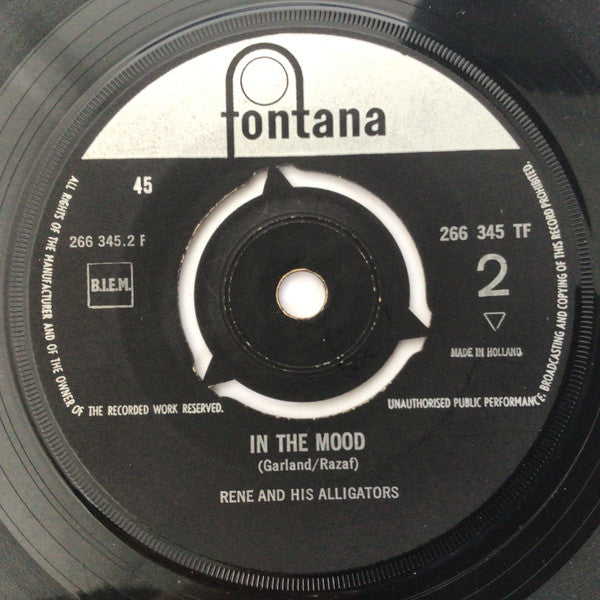 fontana
45
266 345.2 F
B.I.E.M.
266 345 TF
2
MADE IN HOLLAND
ALL RIGHTS OF THE MANUFACTURER AND OF THE OWNER OF THE RECORDED WORK RESERVED.
UNAUTHORISED PUBLIC PERFORMANCE, BROADCASTING AND COPYING OF THIS RECORD PROHIBITED.
IN THE MOOD
(Garland/Razaf)
RENE AND HIS ALLIGATORS